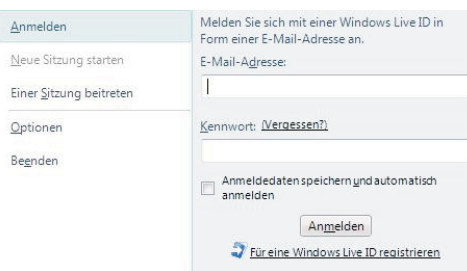 Anmelden
Neue Sitzung starten
Einer Sitzung beitreten
Optionen
Beenden
Melden Sie sich mit einer Windows Live ID in
Form einer E-Mail-Adresse an.
E-Mail-Adresse:
Kennwort: (Vergessen?)
Anmeldedaten speichern und automatisch
anmelden
Anmelden
Für eine Windows Live ID registrieren